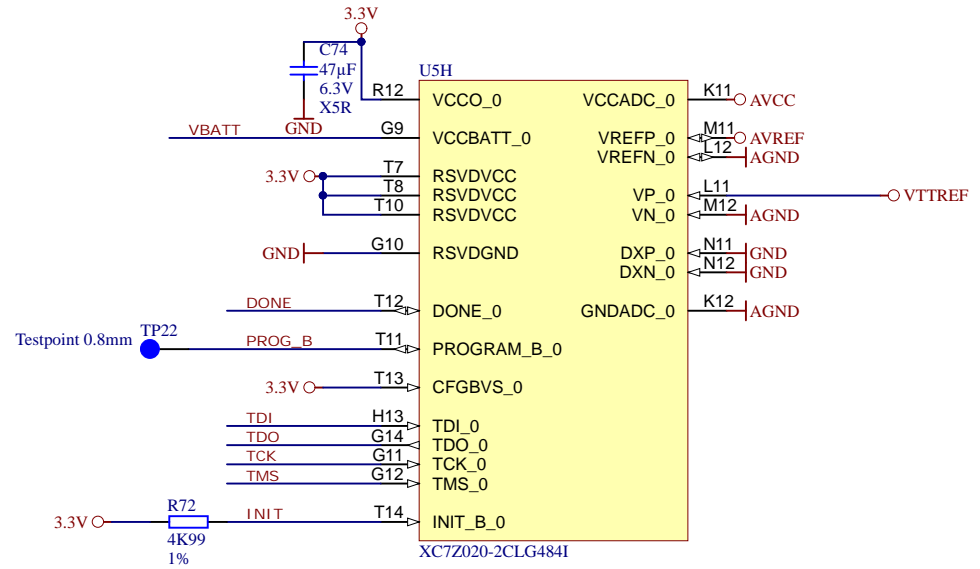 3.3V
C74
47µF
6.3V
X5R
GND
U5H
R12 VCCO_0 VCCADC_0 K11 AVCC
VBATT G9 VCCBATT_0 VREFP_0 M11 AVREF
VREFN_0 L12 AGND
3.3V T7 RSVDVCC
T8 RSVDVCC VP_0 L11 VTTREF
T10 RSVDVCC VN_0 M12 AGND
GND G10 RSVDGND DXP_0 N11 GND
DXN_0 N12 GND
DONE T12 DONE_0 GNDADC_0 K12 AGND
Testpoint 0.8mm TP22 PROG_B T11 PROGRAM_B_0
3.3V T13 CFGBVS_0
TDI H13 TDI_0
TDO G14 TDO_0
TCK G11 TCK_0
TMS G12 TMS_0
R72
3.3V INIT T14 INIT_B_0
4K99
1%
XC7Z020-2CLG484I